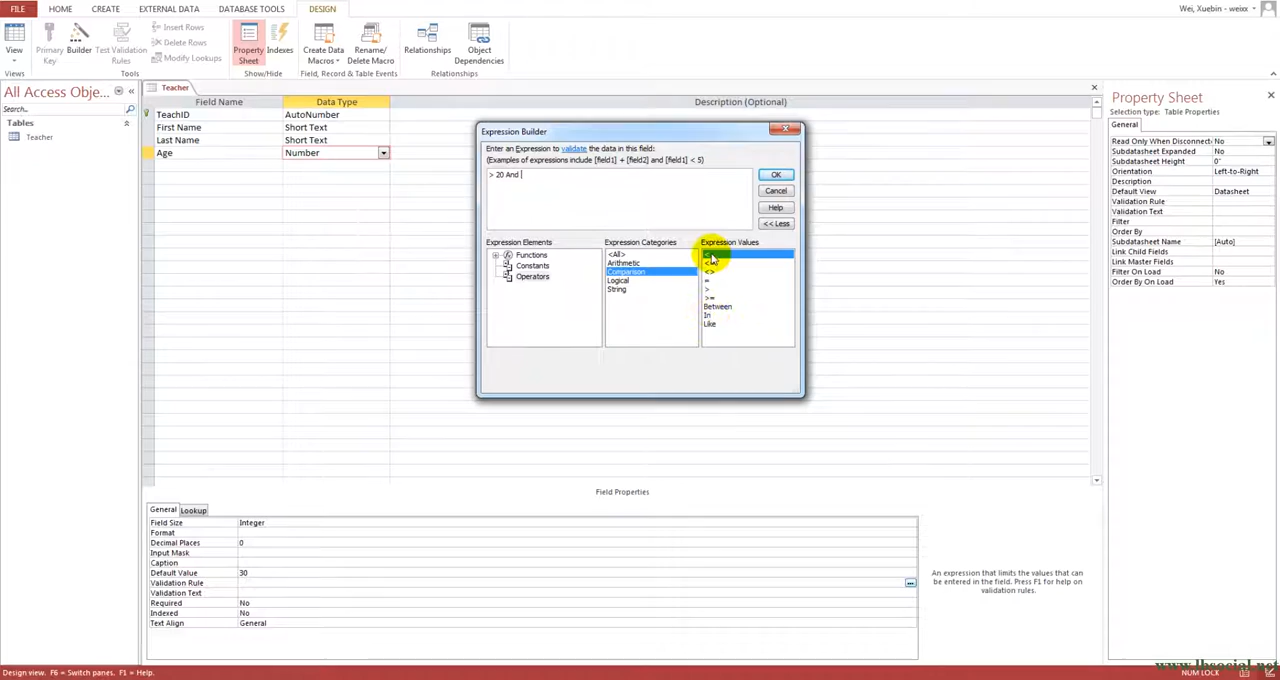 FILE HOME CREATE EXTERNAL DATA DATABASE TOOLS DESIGN Wei, Xuebin - weixx
View Primary Key Builder Test Validation Rules Insert Rows Delete Rows Modify Lookups Property Sheet Indexes Create Data Macros Rename/ Delete Macro Relationships Object Dependencies
Views Tools Show/Hide Field, Record & Table Events Relationships
All Access Obje...
Search...
Tables
Teacher
Teacher
Field Name Data Type Description (Optional)
TeachID AutoNumber
First Name Short Text
Last Name Short Text
Age Number
Expression Builder
Enter an Expression to validate the data in this field:
(Examples of expressions include [field1] + [field2] and [field1] < 5)
> 20 And
OK
Cancel
Help
<< Less
Expression Elements Expression Categories Expression Values
Functions
Constants
Operators
<All>
Arithmetic
Comparison
Logical
String
<>
=
>
>=
Between
In
Like
Property Sheet
Selection type: Table Properties
General
Read Only When Disconnect No
Subdatasheet Expanded No
Subdatasheet Height 0"
Orientation Left-to-Right
Description
Default View Datasheet
Validation Rule
Validation Text
Filter
Order By
Subdatasheet Name [Auto]
Link Child Fields
Link Master Fields
Filter On Load No
Order By On Load Yes
Field Properties
General Lookup
Field Size Integer
Format
Decimal Places 0
Input Mask
Caption
Default Value 30
Validation Rule
Validation Text
Required No
Indexed No
Text Align General
An expression that limits the values that can
be entered in the field. Press F1 for help on
validation rules.
Design view. F6 = Switch panes. F1 = Help. NUM LOCK
www.lbsocial.net